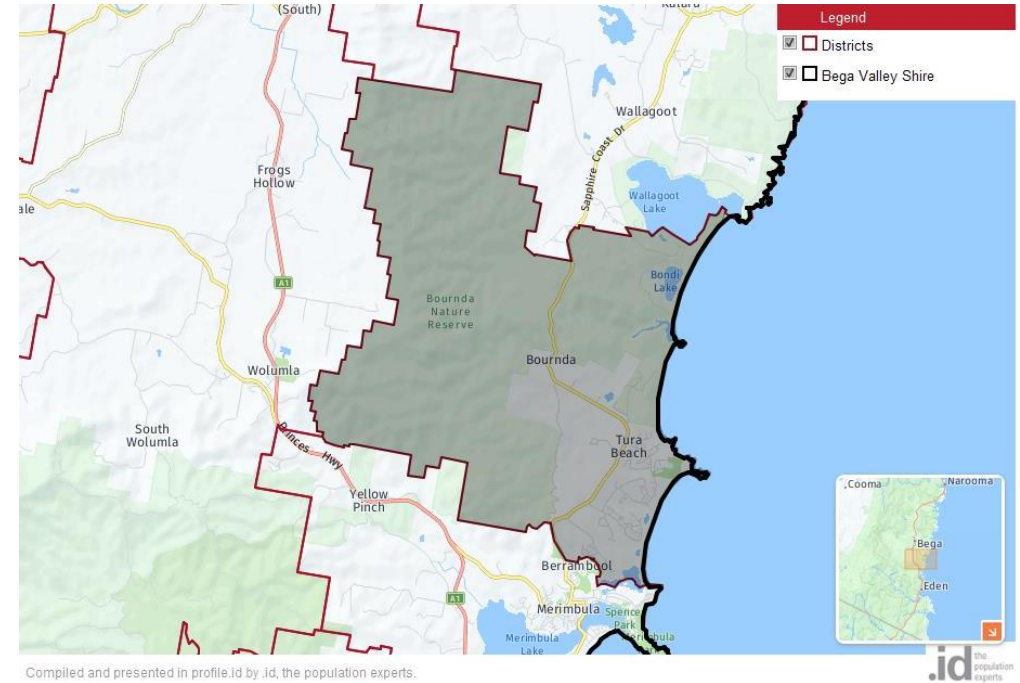 (South)
Legend
Districts
Bega Valley Shire
Wallagoot
Sapphire Coast Dr
Frogs
Hollow
Wallagoot
Lake
ale
A1
Bondi
Lake
Bournda
Nature
Reserve
Bournda
Wolumla
South
Wolumla
Princes Hwy
Tura
Beach
Yellow
Pinch
Cooma
Narooma
Bega
Eden
Berrambool
A1
Merimbula
Spence
Park
Merimbula
Lake
Compiled and presented in profile.id by .id, the population experts.
.id the
population
experts